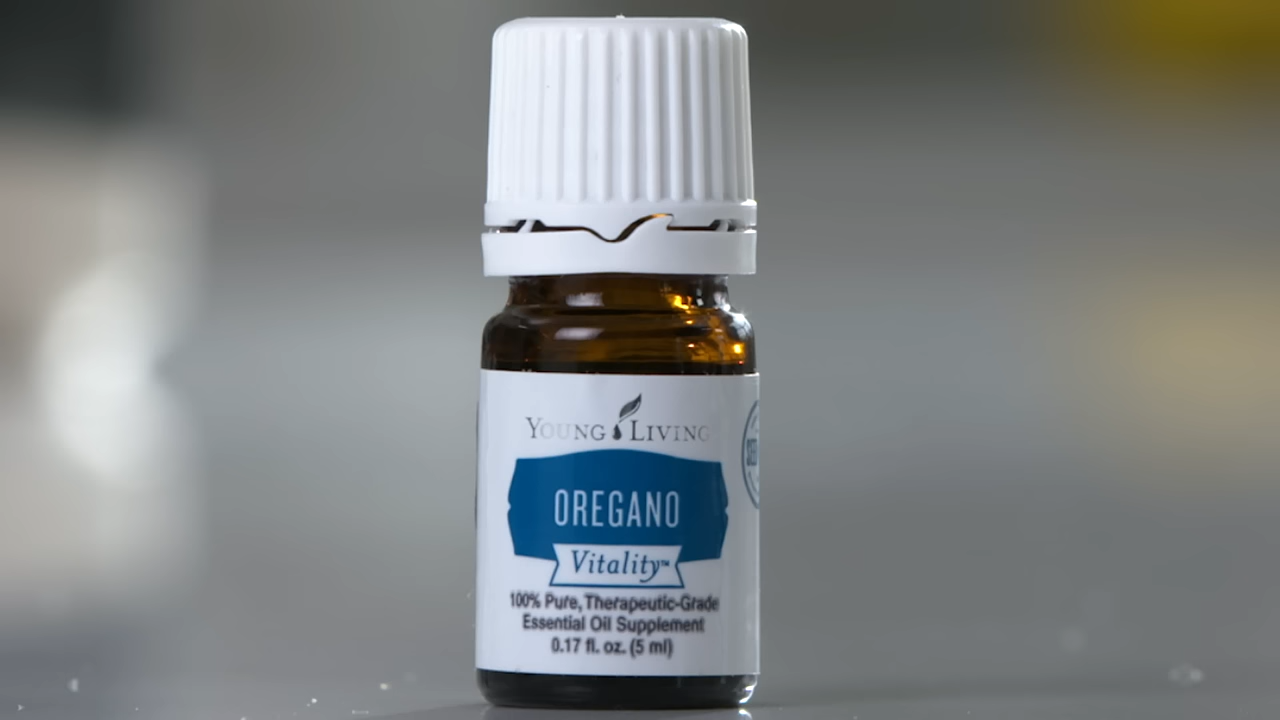 YOUNG LIVING
OREGANO
Vitality™
100% Pure, Therapeutic-Grade
Essential Oil Supplement
0.17 fl. oz. (5 ml)